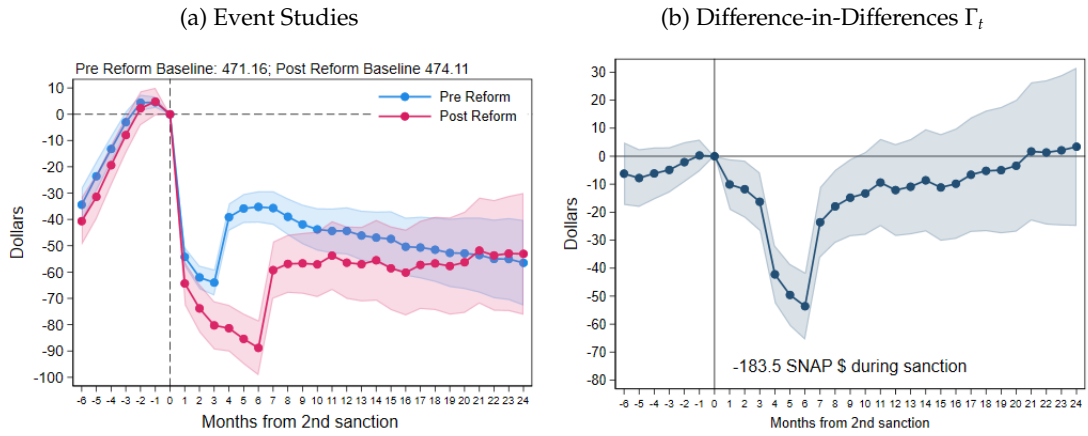 (a) Event Studies
(b) Difference-in-Differences Γt
Pre Reform Baseline: 471.16; Post Reform Baseline 474.11
Pre Reform
Post Reform
10
0
-10
-20
-30
-40
-50
-60
-70
-80
-90
-100
Dollars
-6 -5 -4 -3 -2 -1 0 1 2 3 4 5 6 7 8 9 10 11 12 13 14 15 16 17 18 19 20 21 22 23 24
Months from 2nd sanction
30
20
10
0
-10
-20
-30
-40
-50
-60
-70
-80
Dollars
-183.5 SNAP $ during sanction
-6 -5 -4 -3 -2 -1 0 1 2 3 4 5 6 7 8 9 10 11 12 13 14 15 16 17 18 19 20 21 22 23 24
Months from 2nd sanction